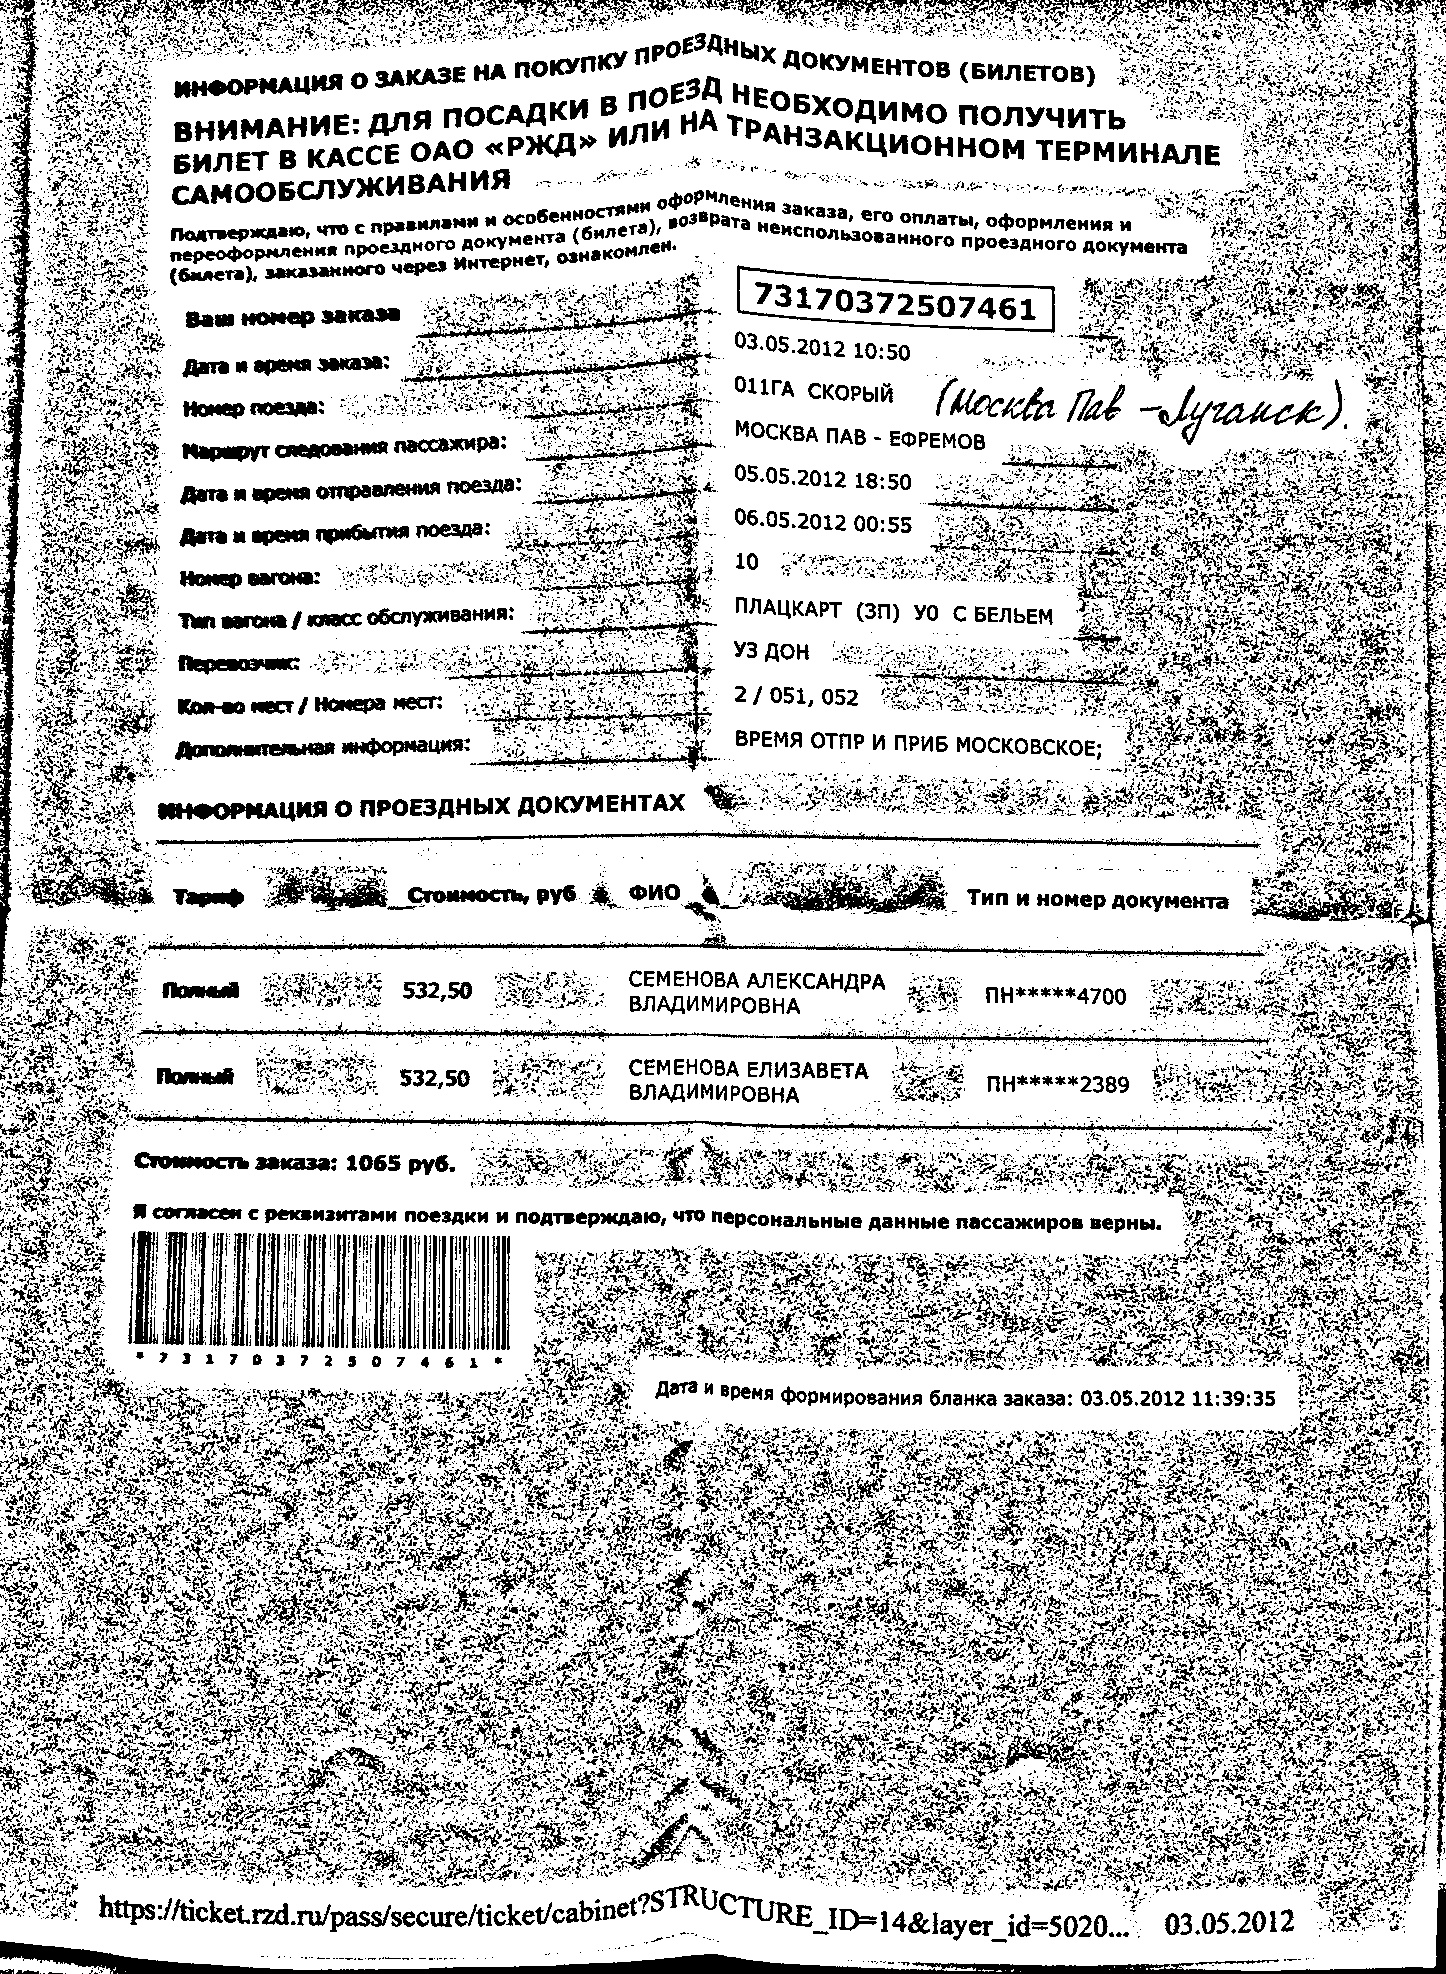 ИНФОРМАЦИЯ О ЗАКАЗЕ НА ПОКУПКУ ПРОЕЗДНЫХ ДОКУМЕНТОВ (БИЛЕТОВ)
ВНИМАНИЕ: ДЛЯ ПОСАДКИ В ПОЕЗД НЕОБХОДИМО ПОЛУЧИТЬ
БИЛЕТ В КАССЕ ОАО «РЖД» ИЛИ НА ТРАНЗАКЦИОННОМ ТЕРМИНАЛЕ
САМООБСЛУЖИВАНИЯ
Подтверждаю, что с правилами и особенностями оформления заказа, его оплаты, оформления и
переоформления проездного документа (билета), возврата неиспользованного проездного документа
(билета), заказанного через Интернет, ознакомлен.
Ваш номер заказа 73170372507461
Дата и время заказа: 03.05.2012 10:50
Номер поезда: 011ГА СКОРЫЙ (Москва Пав - Луганск).
Маршрут следования пассажира: МОСКВА ПАВ - ЕФРЕМОВ
Дата и время отправления поезда: 05.05.2012 18:50
Дата и время прибытия поезда: 06.05.2012 00:55
Номер вагона: 10
Тип вагона / класс обслуживания: ПЛАЦКАРТ (ЗП) У0 С БЕЛЬЕМ
Перевозчик: УЗ ДОН
Кол-во мест / Номера мест: 2 / 051, 052
Дополнительная информация: ВРЕМЯ ОТПР И ПРИБ МОСКОВСКОЕ;
ИНФОРМАЦИЯ О ПРОЕЗДНЫХ ДОКУМЕНТАХ
Тариф Стоимость, руб ФИО Тип и номер документа
Полный 532,50 СЕМЕНОВА АЛЕКСАНДРА ПН*****4700
ВЛАДИМИРОВНА
Полный 532,50 СЕМЕНОВА ЕЛИЗАВЕТА ПН*****2389
ВЛАДИМИРОВНА
Стоимость заказа: 1065 руб.
Я согласен с реквизитами поездки и подтверждаю, что персональные данные пассажиров верны.
*73170372507461*
Дата и время формирования бланка заказа: 03.05.2012 11:39:35
https://ticket.rzd.ru/pass/secure/ticket/cabinet?STRUCTURE_ID=14&layer_id=5020... 03.05.2012